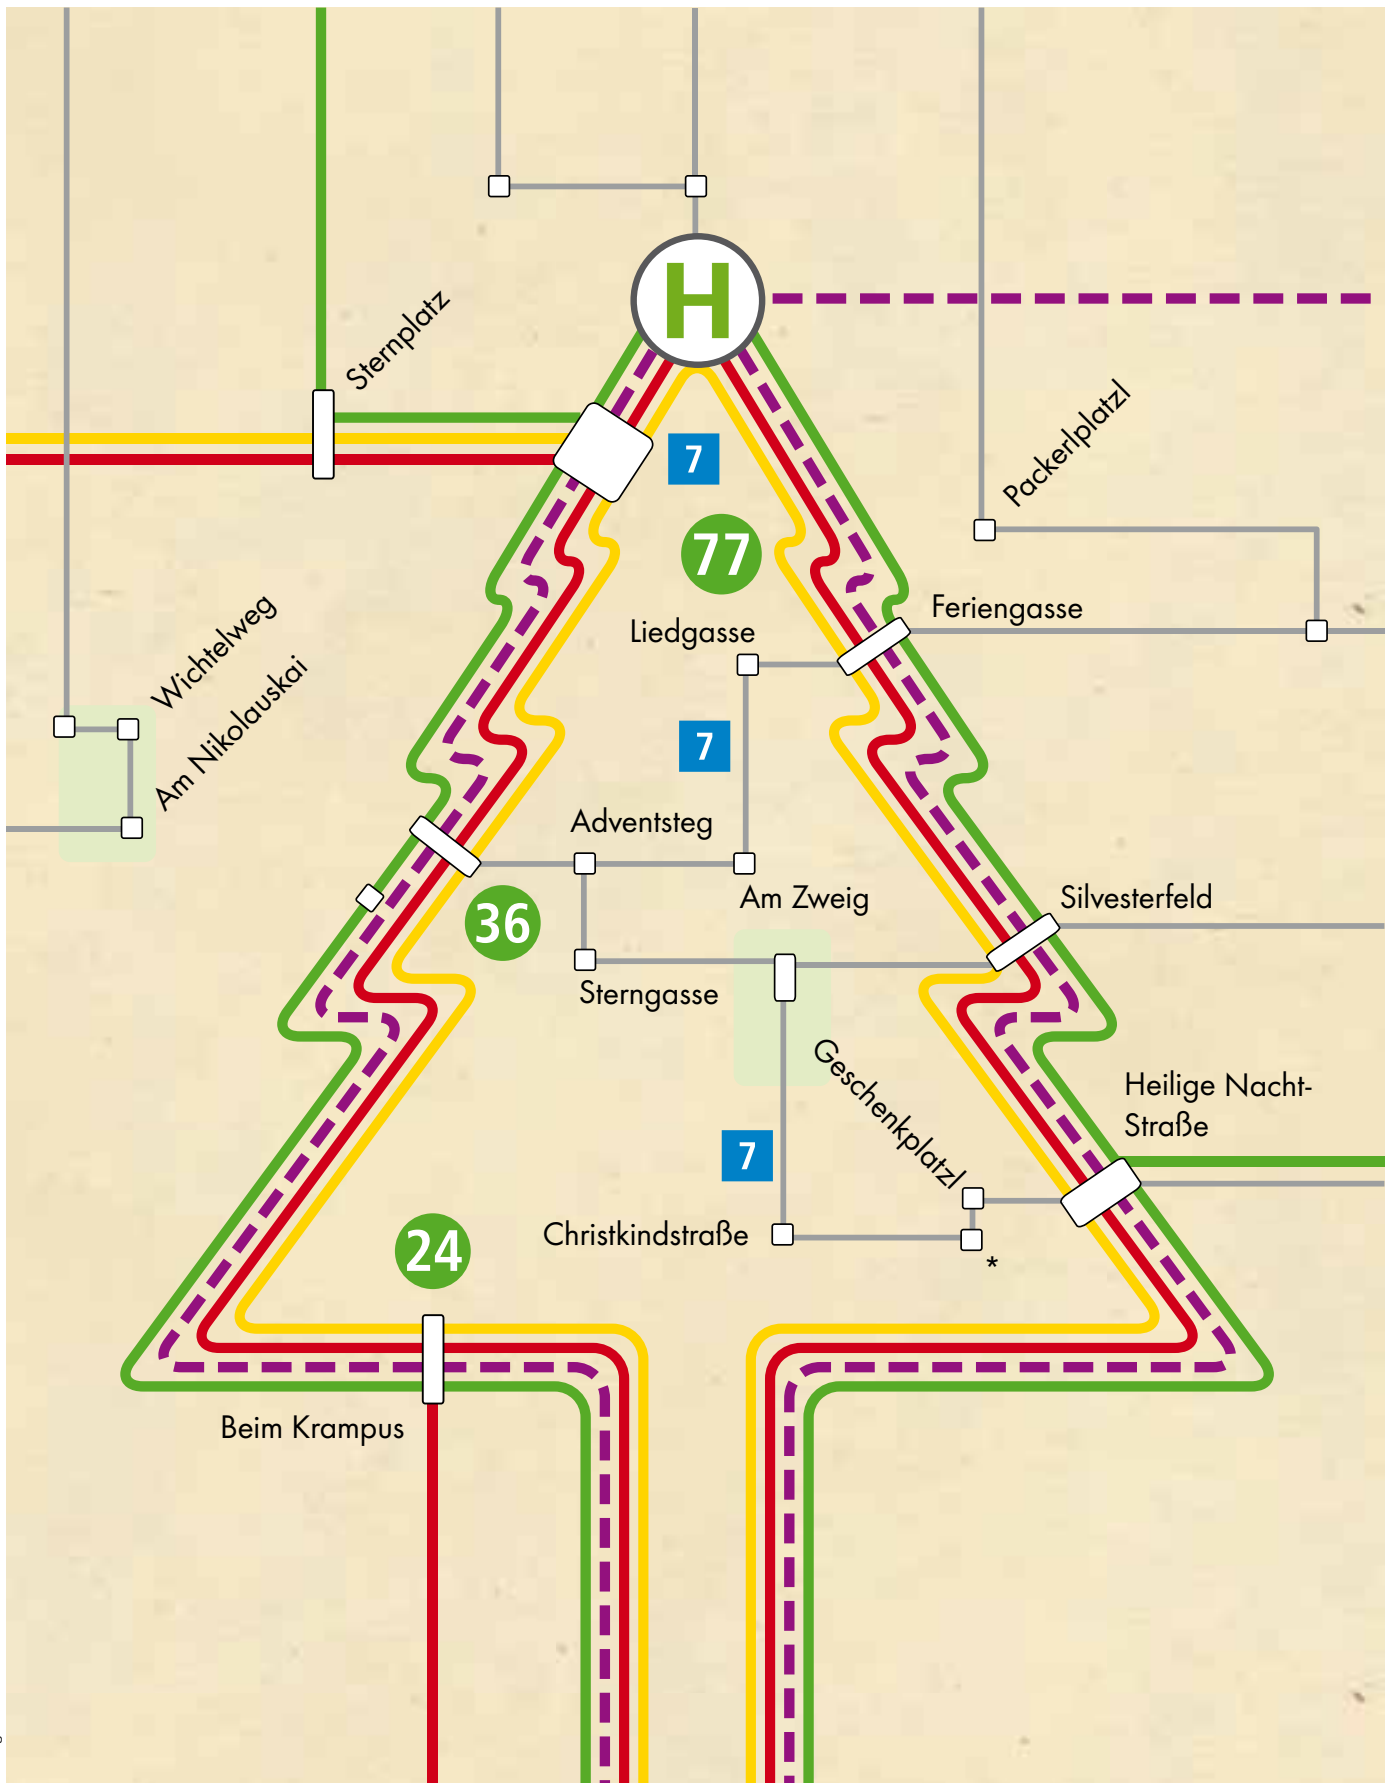 H
Sternplatz
7
Packerlplatzl
77
Feriengasse
Liedgasse
Wichtelweg
Am Nikolauskai
7
Adventsteg
Am Zweig
Silvesterfeld
36
Sterngasse
Geschenkplatzl
Heilige Nacht-
Straße
7
Christkindstraße
*
24
Beim Krampus